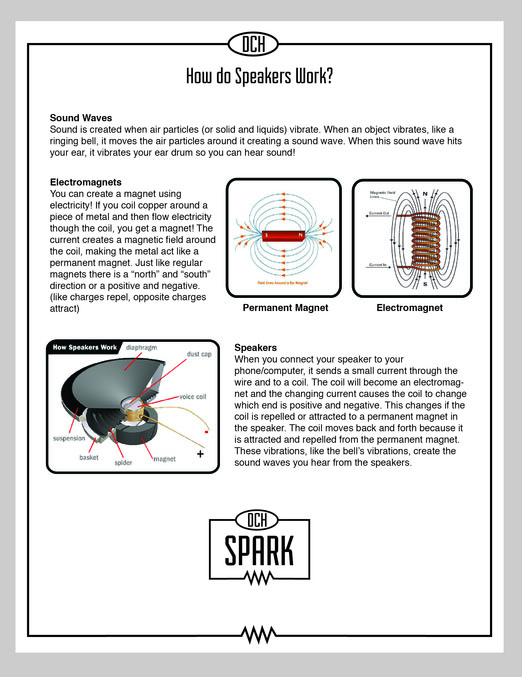 DCH
How do Speakers Work?
Sound Waves
Sound is created when air particles (or solid and liquids) vibrate. When an object vibrates, like a
ringing bell, it moves the air particles around it creating a sound wave. When this sound wave hits
your ear, it vibrates your ear drum so you can hear sound!
Electromagnets
You can create a magnet using
electricity! If you coil copper around a
piece of metal and then flow electricity
though the coil, you get a magnet! The
current creates a magnetic field around
the coil, making the metal act like a
permanent magnet. Just like regular
magnets there is a “north” and “south”
direction or a positive and negative.
(like charges repel, opposite charges
attract)
N
Field Lines Around a Bar Magnet
Permanent Magnet
Magnetic Field
Lines
N
Current Out
Current In
S
Electromagnet
How Speakers Work
diaphragm
dust cap
voice coil
suspension
basket
spider
magnet
-
+
Speakers
When you connect your speaker to your
phone/computer, it sends a small current through the
wire and to a coil. The coil will become an electromag-
net and the changing current causes the coil to change
which end is positive and negative. This changes if the
coil is repelled or attracted to a permanent magnet in
the speaker. The coil moves back and forth because it
is attracted and repelled from the permanent magnet.
These vibrations, like the bell’s vibrations, create the
sound waves you hear from the speakers.
DCH
SPARK